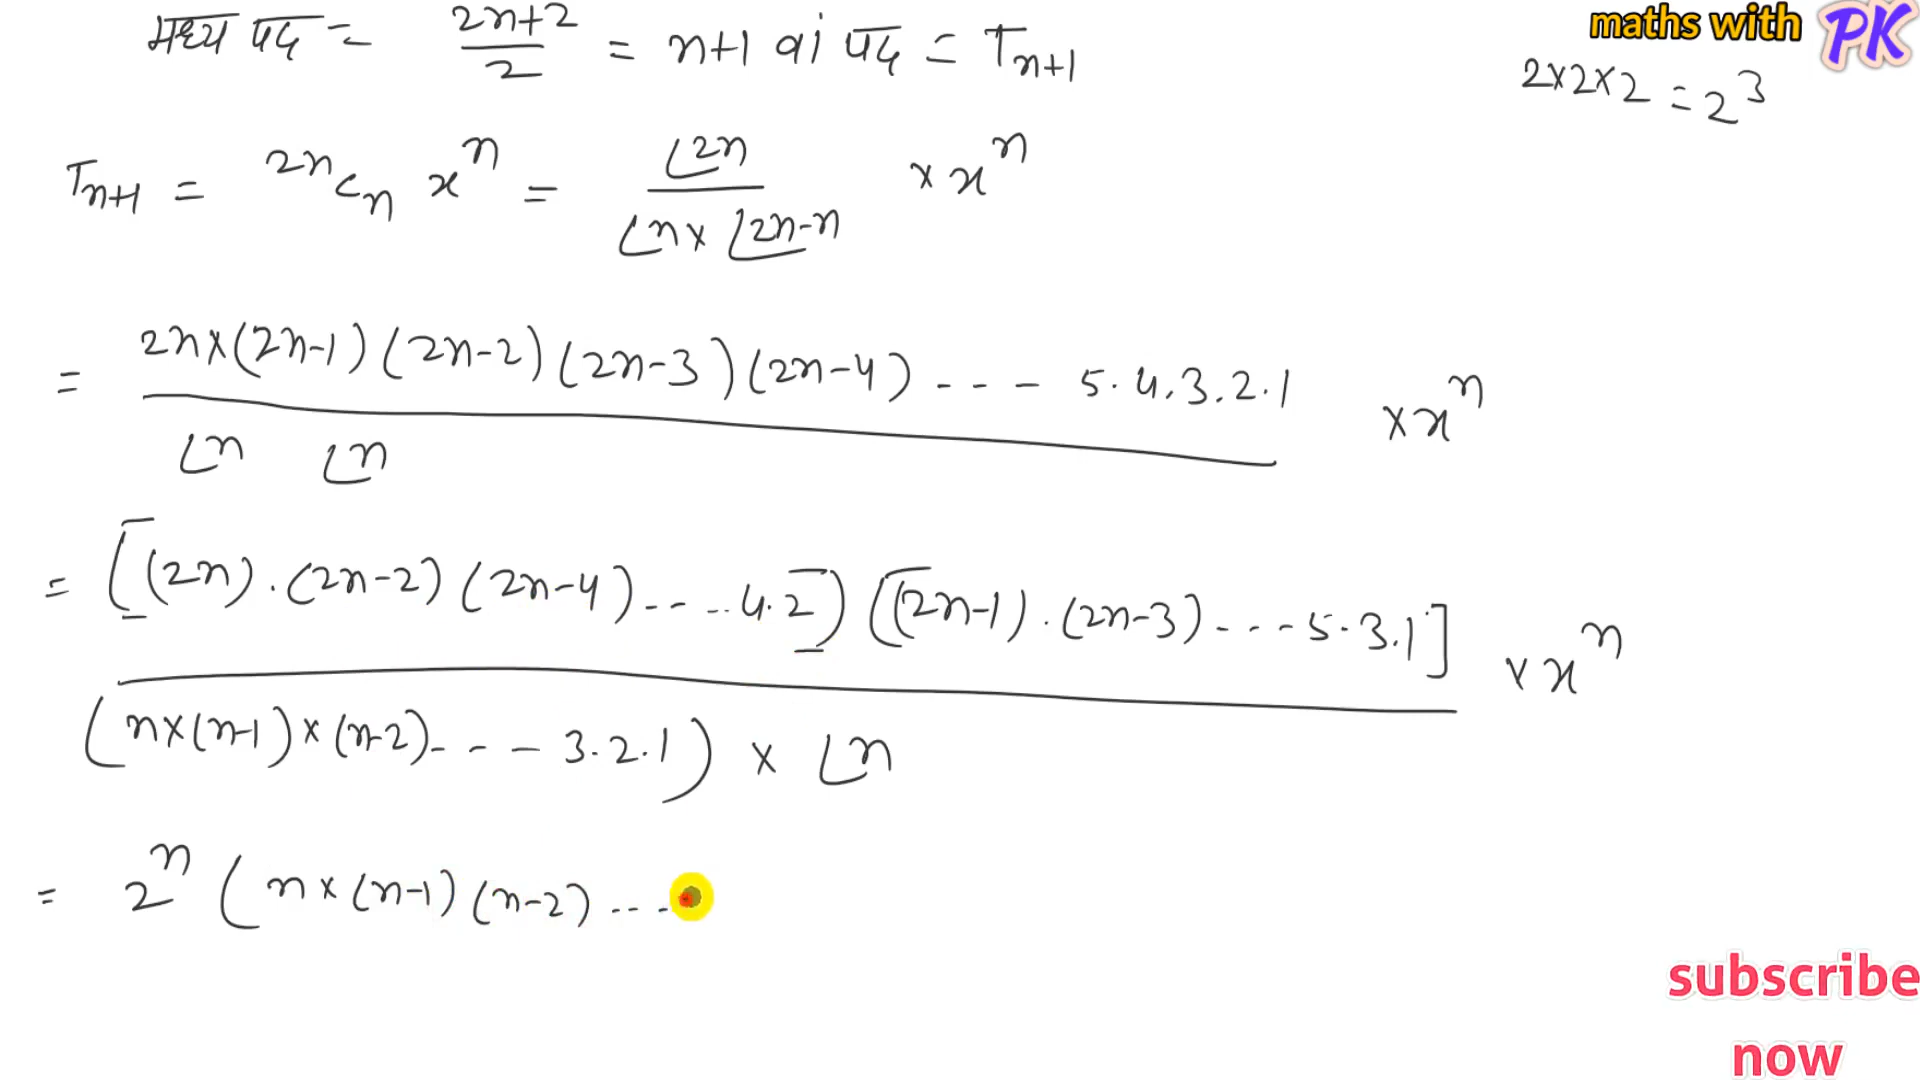 मध्य पद = 2n+2/2 = n+1 वां पद = Tn+1
maths with PK
2×2×2 = 2^3
Tn+1 = 2nCn x^n = ∟2n / ∟n × ∟2n-n × x^n
= 2n×(2n-1)(2n-2)(2n-3)(2n-4) - - - 5.4.3.2.1 / ∟n ∟n × x^n
= [(2n).(2n-2)(2n-4)-- -- 4.2] [(2n-1).(2n-3)- - - 5.3.1] / (n×(n-1)×(n-2)- - - 3.2.1) × ∟n × x^n
= 2^n (n×(n-1)(n-2) -- -
subscribe
now